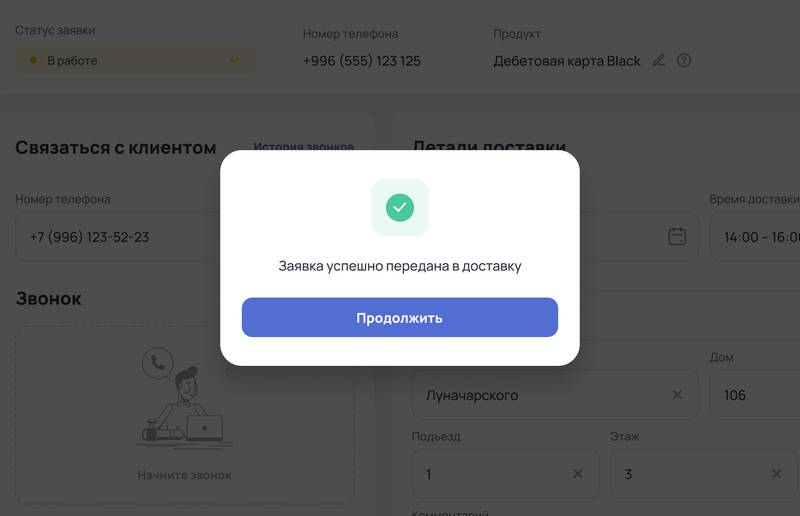 Статус заявки
Номер телефона
Продукт
В работе
+996 (555) 123 125
Дебетовая карта Black
Связаться с клиентом
История звонков
Детали доставки
Номер телефона
Время доставки
+7 (996) 123-52-23
14:00 – 16:00
Заявка успешно передана в доставку
Продолжить
Звонок
Дом
Луначарского
106
Подъезд
Этаж
1
3
Начните звонок
Комментарий